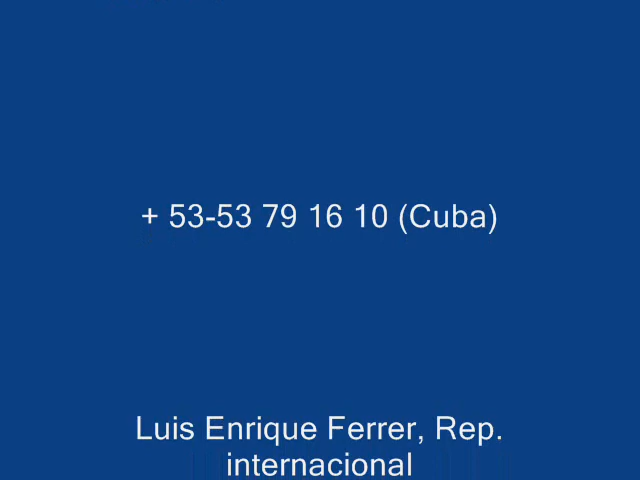 + 53-53 79 16 10 (Cuba)
Luis Enrique Ferrer, Rep.
internacional